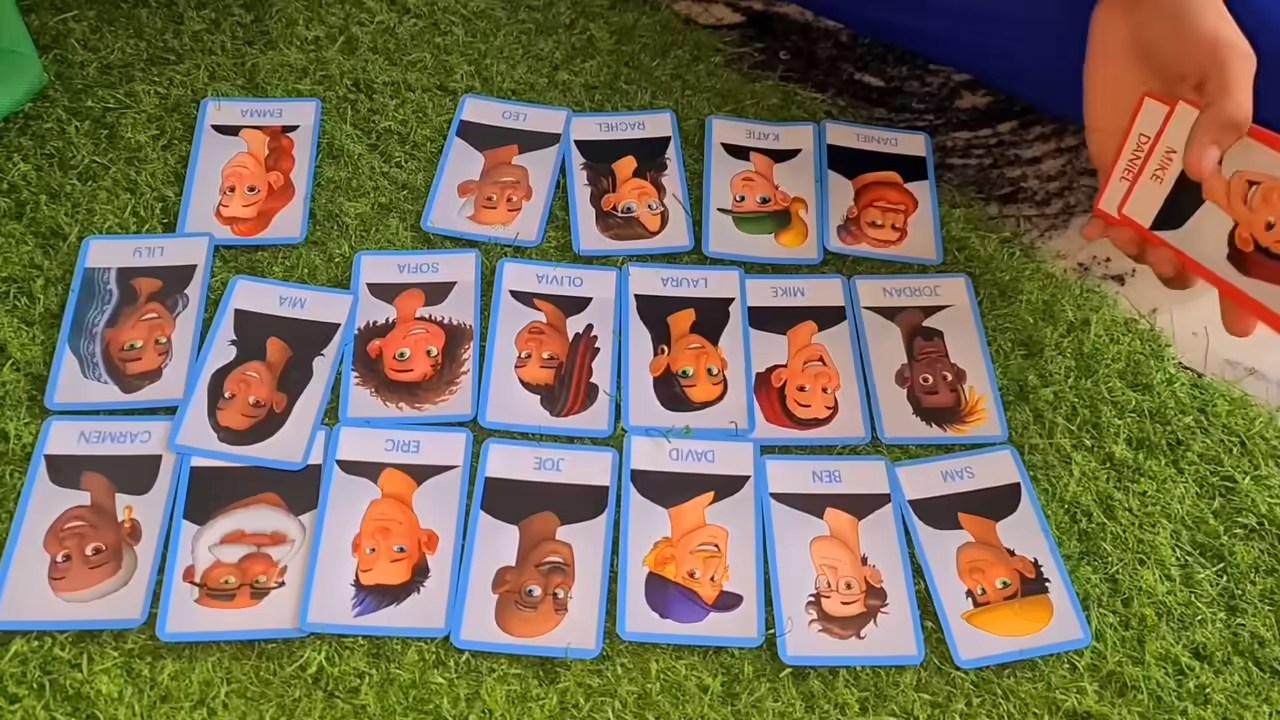 EMMA
LEO
RACHEL
KATIE
DANIEL
DANIEL
MIKE
LILY
MIA
SOFIA
OLIVIA
LAURA
MIKE
JORDAN
CARMEN
ERIC
JOE
DAVID
BEN
SAM